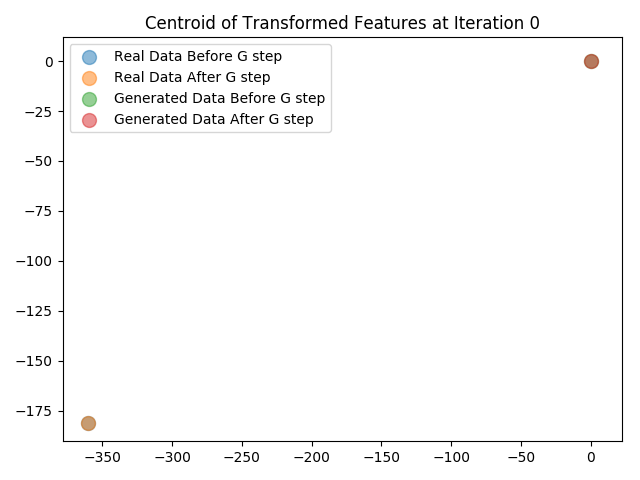 Centroid of Transformed Features at Iteration 0
Real Data Before G step
Real Data After G step
Generated Data Before G step
Generated Data After G step
0
−25
−50
−75
−100
−125
−150
−175
−350 −300 −250 −200 −150 −100 −50 0